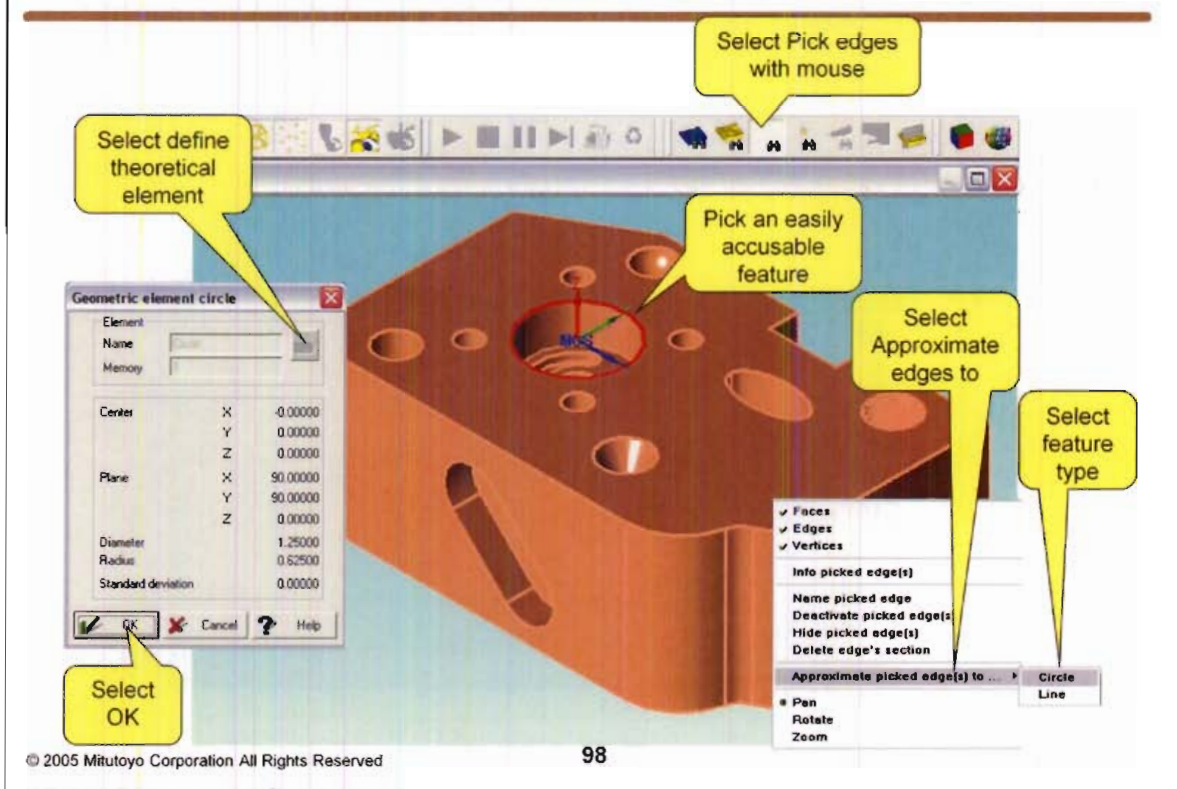 Select Pick edges
with mouse
Select define
theoretical
element
Pick an easily
accusable
feature
Select
Approximate
edges to
Select
feature
type
Geometric element circle
Element
Name
Memory
Center X -0.00000
Y 0.00000
Z 0.00000
Plane X 90.00000
Y 90.00000
Z 0.00000
Diameter 1.25000
Radius 0.62500
Standard deviation 0.00000
OK Cancel Help
Select
OK
MCS
Faces
Edges
Vertices
Info picked edge(s)
Name picked edge
Deactivate picked edge(s)
Hide picked edge(s)
Delete edge's section
Approximate picked edge(s) to ...
Circle
Line
Pan
Rotate
Zoom
© 2005 Mitutoyo Corporation All Rights Reserved
98